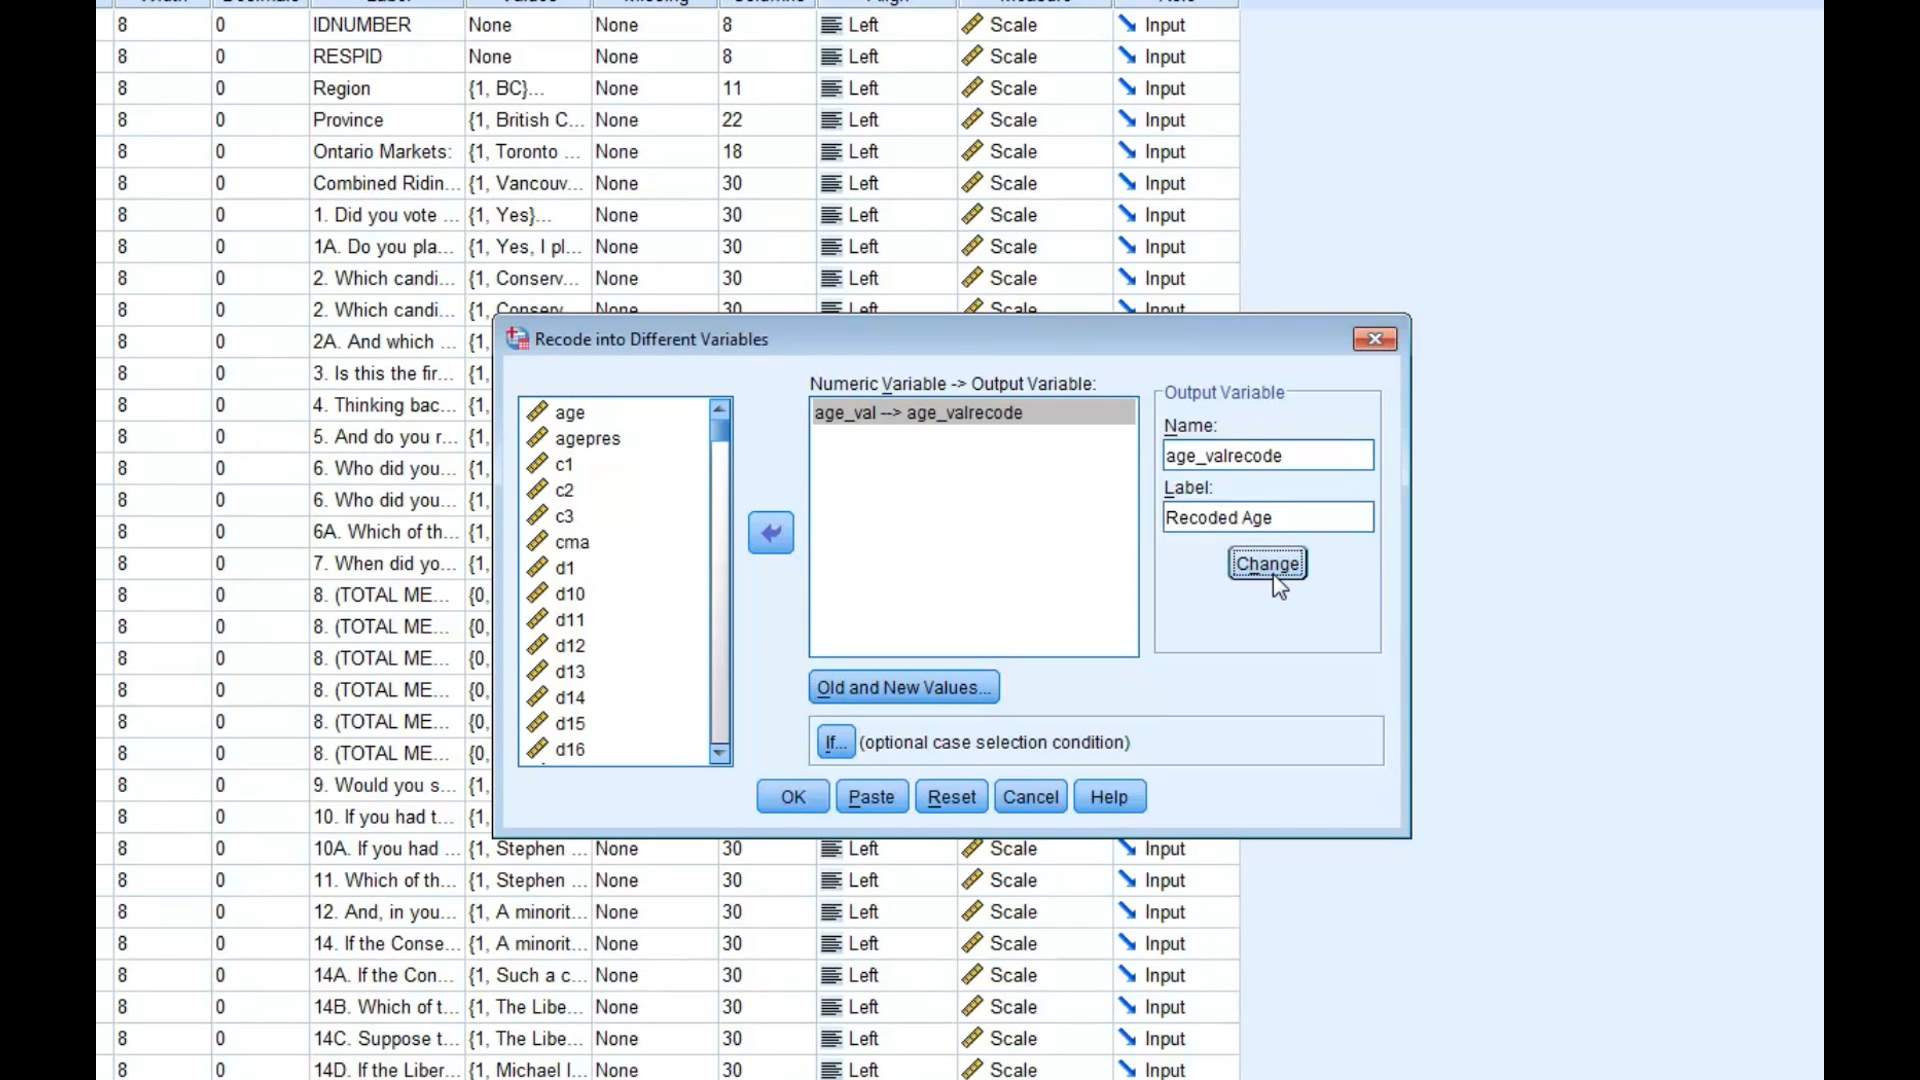 Width Decimals Label Values Missing Columns Align Measure Role
8 0 IDNUMBER None None 8 Left Scale Input
8 0 RESPID None None 8 Left Scale Input
8 0 Region {1, BC}... None 11 Left Scale Input
8 0 Province {1, British C... None 22 Left Scale Input
8 0 Ontario Markets: {1, Toronto ... None 18 Left Scale Input
8 0 Combined Ridin... {1, Vancouv... None 30 Left Scale Input
8 0 1. Did you vote ... {1, Yes}... None 30 Left Scale Input
8 0 1A. Do you pla... {1, Yes, I pl... None 30 Left Scale Input
8 0 2. Which candi... {1, Conserv... None 30 Left Scale Input
8 0 2. Which candi... {1, Conserv... None 30 Left Scale Input
8 0 2A. And which ... {1,
8 0 3. Is this the fir... {1,
8 0 4. Thinking bac... {1,
8 0 5. And do you r... {1,
8 0 6. Who did you... {1,
8 0 6. Who did you... {1,
8 0 6A. Which of th... {1,
8 0 7. When did yo... {1,
8 0 8. (TOTAL ME... {0,
8 0 8. (TOTAL ME... {0,
8 0 8. (TOTAL ME... {0,
8 0 8. (TOTAL ME... {0,
8 0 8. (TOTAL ME... {0,
8 0 8. (TOTAL ME... {0,
8 0 9. Would you s... {1,
8 0 10. If you had t... {1,
8 0 10A. If you had ... {1, Stephen ... None 30 Left Scale Input
8 0 11. Which of th... {1, Stephen ... None 30 Left Scale Input
8 0 12. And, in you... {1, A minorit... None 30 Left Scale Input
8 0 14. If the Conse... {1, A minorit... None 30 Left Scale Input
8 0 14A. If the Con... {1, Such a c... None 30 Left Scale Input
8 0 14B. Which of t... {1, The Libe... None 30 Left Scale Input
8 0 14C. Suppose t... {1, The Libe... None 30 Left Scale Input
8 0 14D. If the Liber... {1, Michael I... None 30 Left Scale Input
Recode into Different Variables
age
agepres
c1
c2
c3
cma
d1
d10
d11
d12
d13
d14
d15
d16
Numeric Variable -> Output Variable:
age_val --> age_valrecode
Output Variable
Name:
age_valrecode
Label:
Recoded Age
Change
Old and New Values...
If... (optional case selection condition)
OK Paste Reset Cancel Help